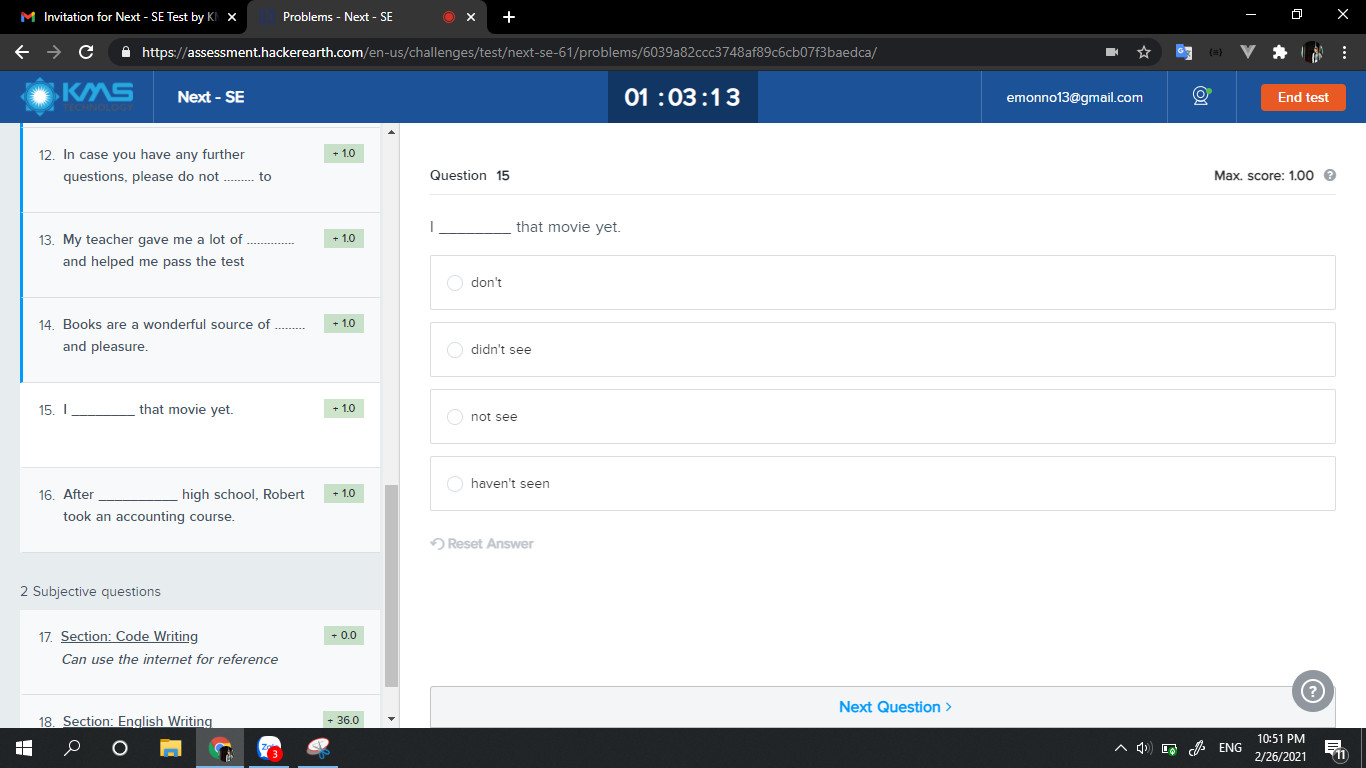 Invitation for Next - SE Test by K
Problems - Next - SE
https://assessment.hackerearth.com/en-us/challenges/test/next-se-61/problems/6039a82ccc3748af89c6cb07f3baedca/
KMS
TECHNOLOGY
Next - SE
01 :03:13
emonno13@gmail.com
End test
12. In case you have any further
questions, please do not ......... to
+ 1.0
13. My teacher gave me a lot of ..............
and helped me pass the test
+ 1.0
14. Books are a wonderful source of .........
and pleasure.
+ 1.0
15. I ________ that movie yet.
+ 1.0
16. After __________ high school, Robert
took an accounting course.
+ 1.0
2 Subjective questions
17. Section: Code Writing
Can use the internet for reference
+ 0.0
18. Section: English Writing
+ 36.0
Question 15
Max. score: 1.00 ?
I ________ that movie yet.
don't
didn't see
not see
haven't seen
Reset Answer
Next Question >
?
3
ENG
10:51 PM
2/26/2021
11